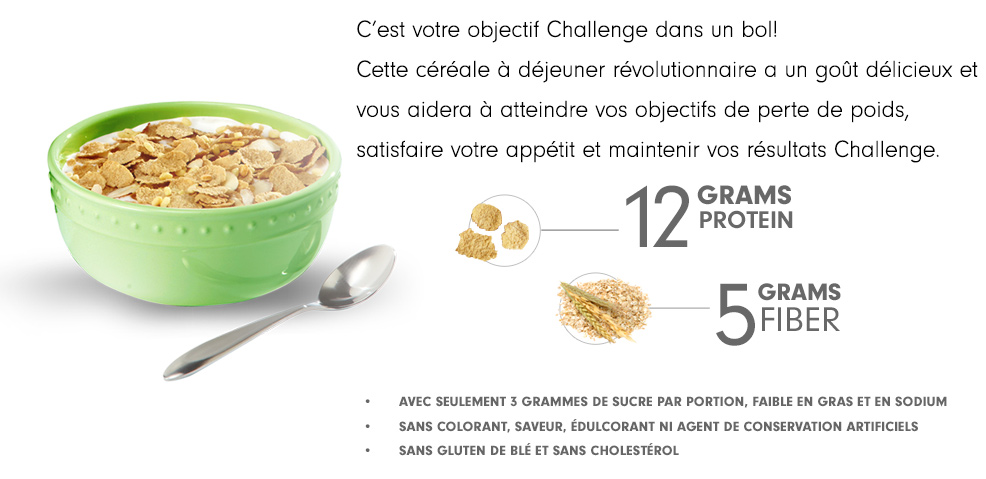 C’est votre objectif Challenge dans un bol!
Cette céréale à déjeuner révolutionnaire a un goût délicieux et
vous aidera à atteindre vos objectifs de perte de poids,
satisfaire votre appétit et maintenir vos résultats Challenge.
12 GRAMS
PROTEIN
5 GRAMS
FIBER
• AVEC SEULEMENT 3 GRAMMES DE SUCRE PAR PORTION, FAIBLE EN GRAS ET EN SODIUM
• SANS COLORANT, SAVEUR, ÉDULCORANT NI AGENT DE CONSERVATION ARTIFICIELS
• SANS GLUTEN DE BLÉ ET SANS CHOLESTÉROL